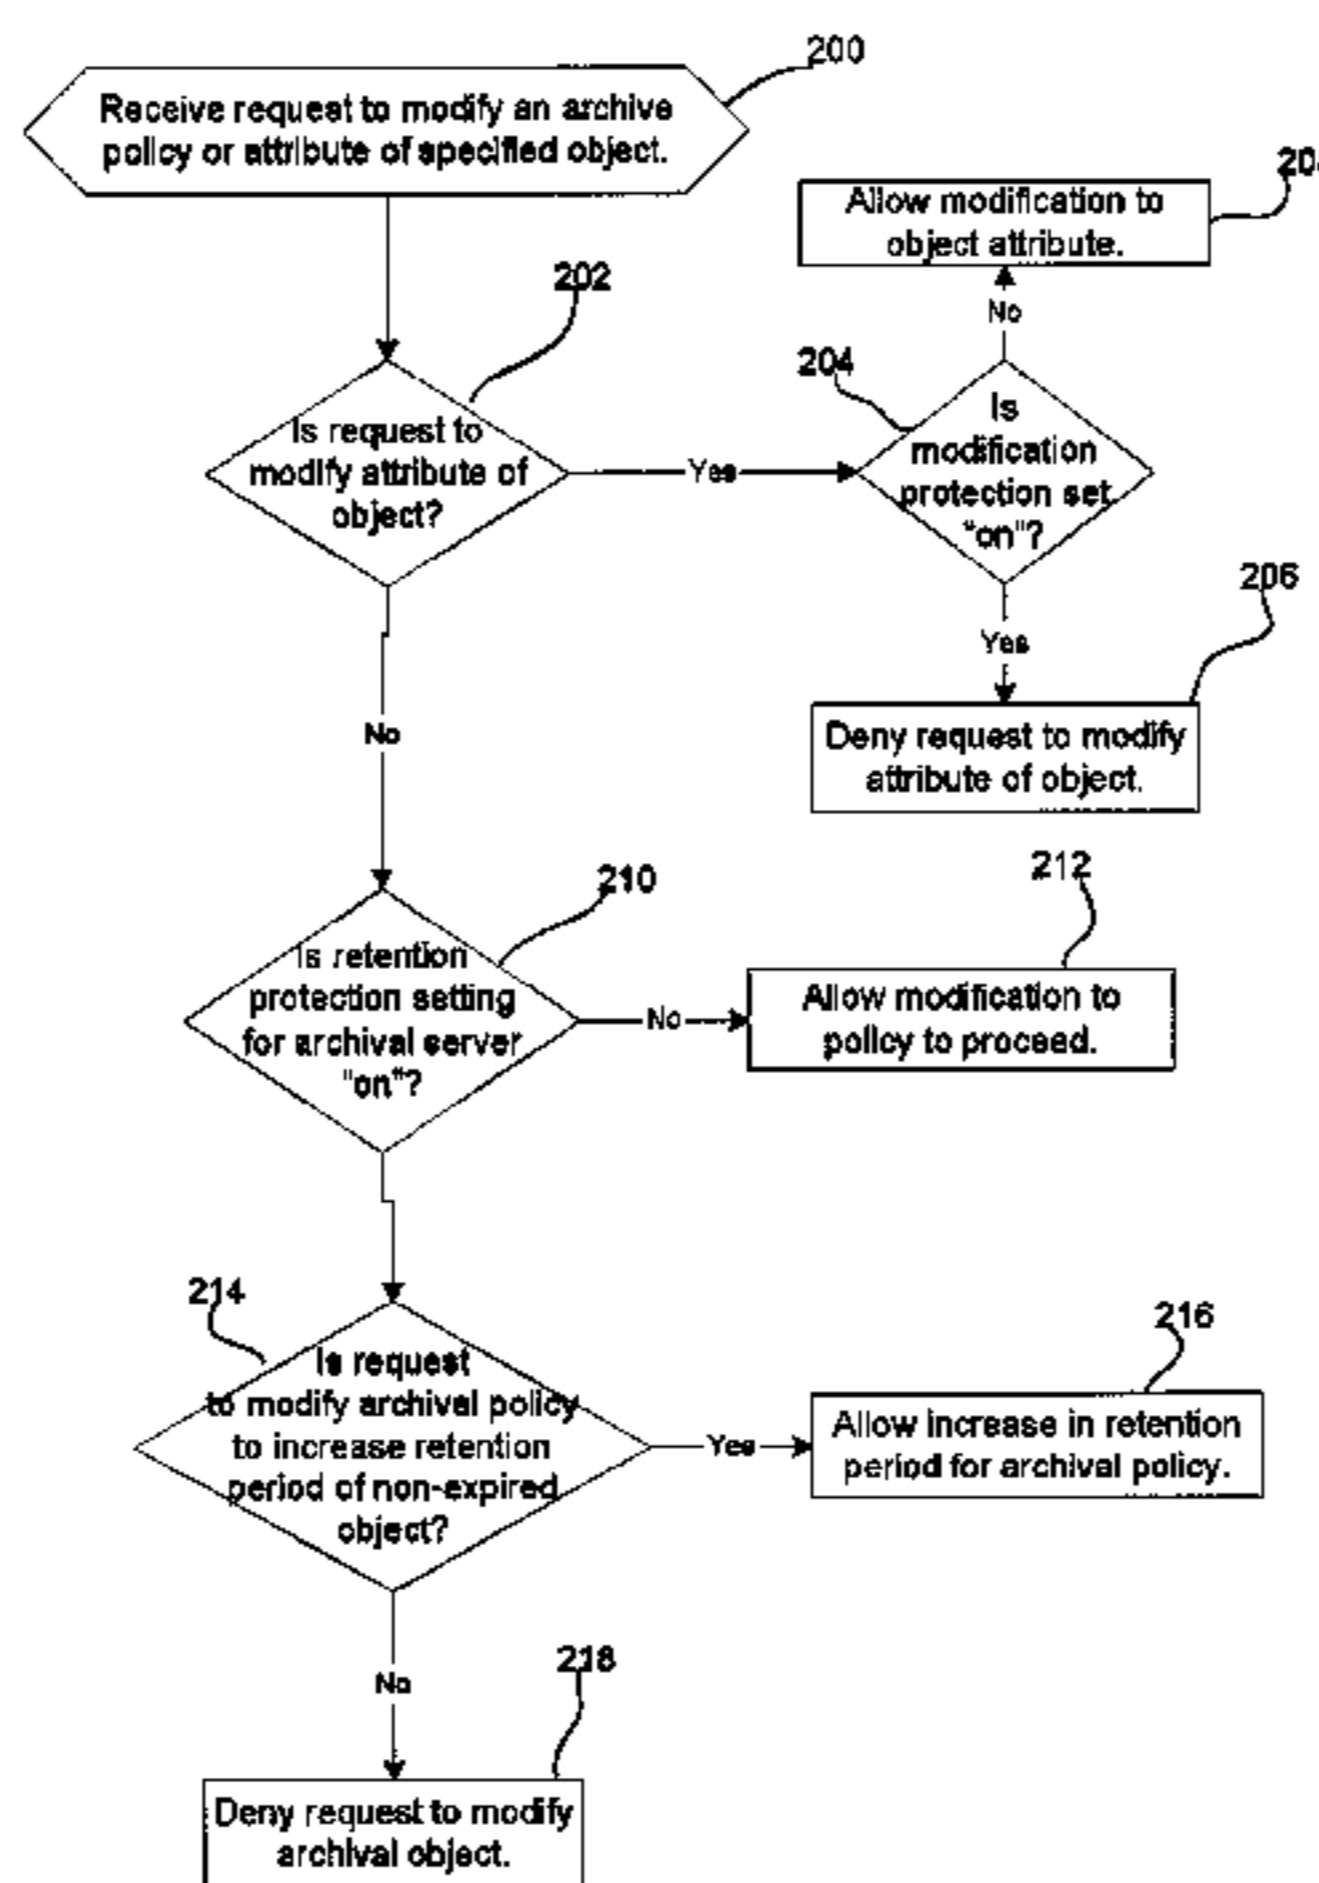 200
Receive request to modify an archive
policy or attribute of specified object.
Allow modification to
object attribute.
No
202
204
Is request to
modify attribute of
object?
Yes
Is
modification
protection set
"on"?
206
Yes
Deny request to modify
attribute of object.
No
210
212
Is retention
protection setting
for archival server
"on"?
No
Allow modification to
policy to proceed.
214
216
Is request
to modify archival policy
to increase retention
period of non-expired
object?
Yes
Allow increase in retention
period for archival policy.
No
218
Deny request to modify
archival object.